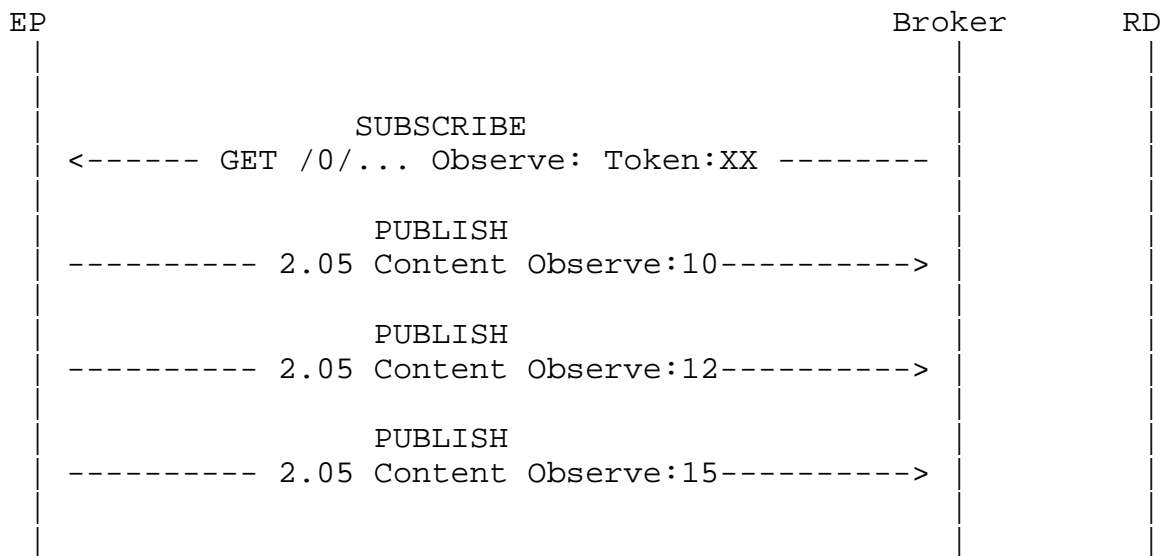 EP Broker RD
SUBSCRIBE
<------ GET /0/... Observe: Token:XX --------
PUBLISH
---------- 2.05 Content Observe:10---------->
PUBLISH
---------- 2.05 Content Observe:12---------->
PUBLISH
---------- 2.05 Content Observe:15---------->